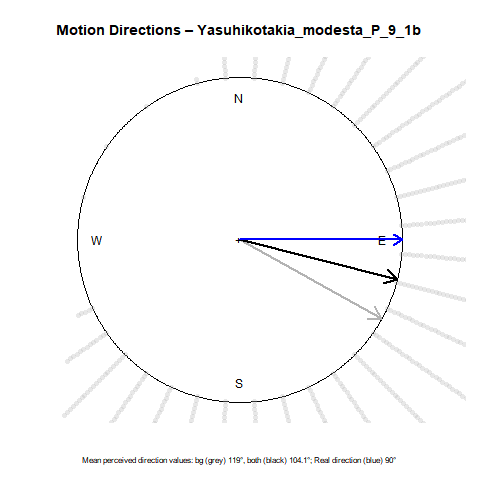 Motion Directions – Yasuhikotakia_modesta_P_9_1b
N
W
E
S
Mean perceived direction values: bg (grey) 119°, both (black) 104.1°; Real direction (blue) 90°